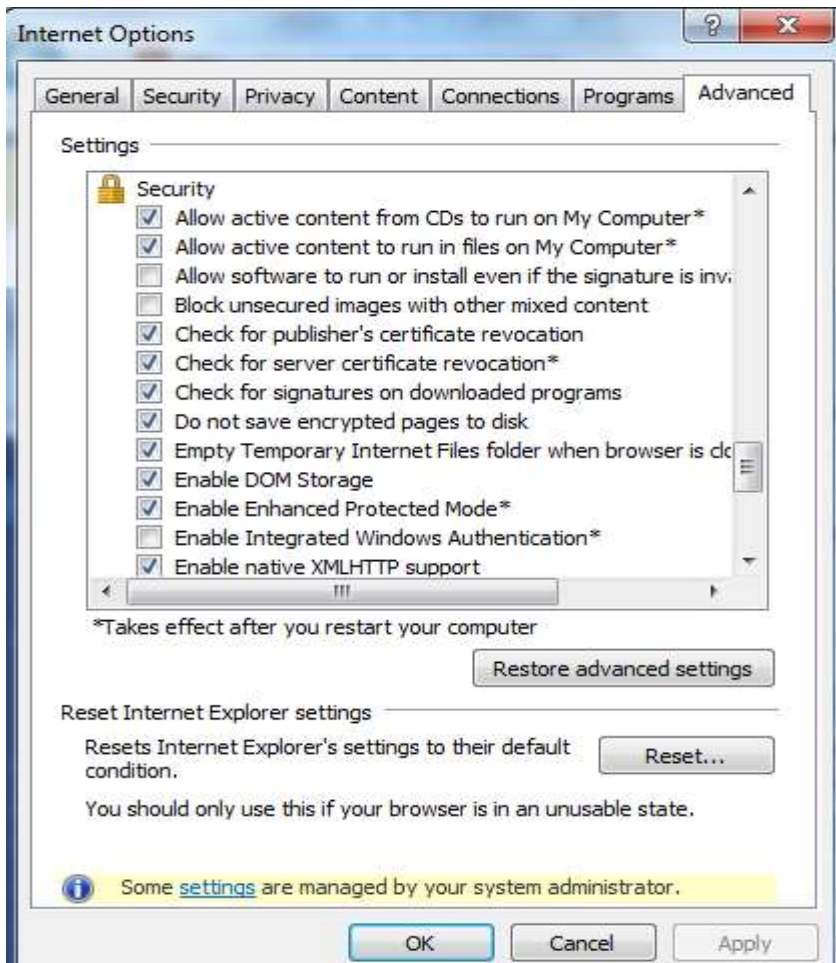 Internet Options
General Security Privacy Content Connections Programs Advanced
Settings
Security
Allow active content from CDs to run on My Computer*
Allow active content to run in files on My Computer*
Allow software to run or install even if the signature is inva
Block unsecured images with other mixed content
Check for publisher's certificate revocation
Check for server certificate revocation*
Check for signatures on downloaded programs
Do not save encrypted pages to disk
Empty Temporary Internet Files folder when browser is clo
Enable DOM Storage
Enable Enhanced Protected Mode*
Enable Integrated Windows Authentication*
Enable native XMLHTTP support
*Takes effect after you restart your computer
Restore advanced settings
Reset Internet Explorer settings
Resets Internet Explorer's settings to their default
condition.
Reset...
You should only use this if your browser is in an unusable state.
Some settings are managed by your system administrator.
OK Cancel Apply